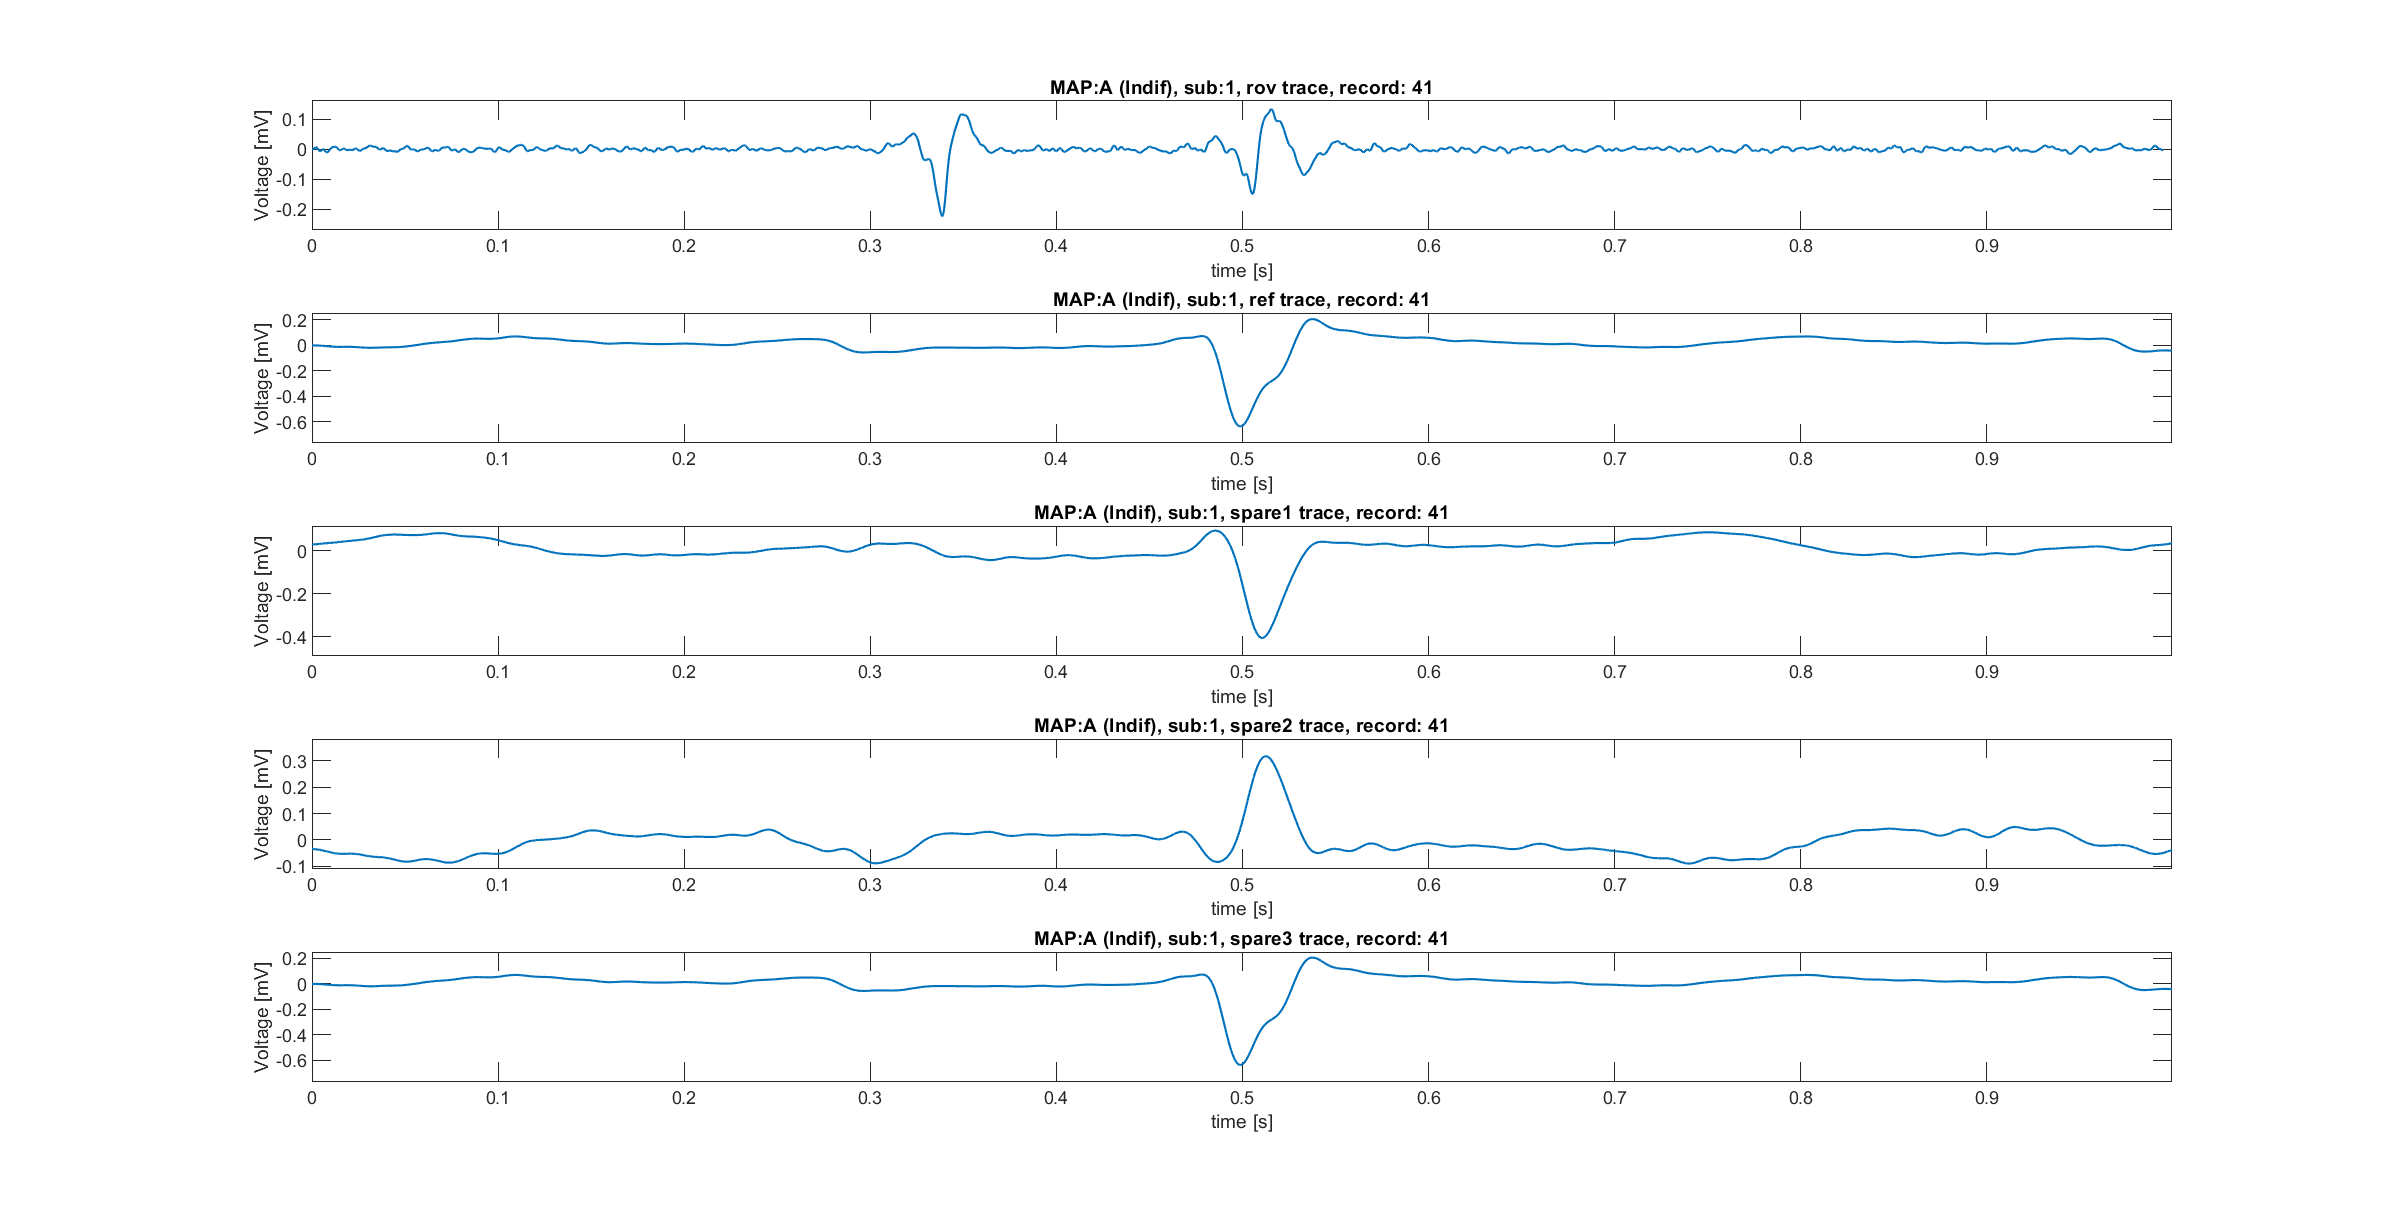 MAP:A (Indif), sub:1, rov trace, record: 41
Voltage [mV]
0.1
0
-0.1
-0.2
0 0.1 0.2 0.3 0.4 0.5 0.6 0.7 0.8 0.9
time [s]
MAP:A (Indif), sub:1, ref trace, record: 41
Voltage [mV]
0.2
0
-0.2
-0.4
-0.6
0 0.1 0.2 0.3 0.4 0.5 0.6 0.7 0.8 0.9
time [s]
MAP:A (Indif), sub:1, spare1 trace, record: 41
Voltage [mV]
0
-0.2
-0.4
0 0.1 0.2 0.3 0.4 0.5 0.6 0.7 0.8 0.9
time [s]
MAP:A (Indif), sub:1, spare2 trace, record: 41
Voltage [mV]
0.3
0.2
0.1
0
-0.1
0 0.1 0.2 0.3 0.4 0.5 0.6 0.7 0.8 0.9
time [s]
MAP:A (Indif), sub:1, spare3 trace, record: 41
Voltage [mV]
0.2
0
-0.2
-0.4
-0.6
0 0.1 0.2 0.3 0.4 0.5 0.6 0.7 0.8 0.9
time [s]